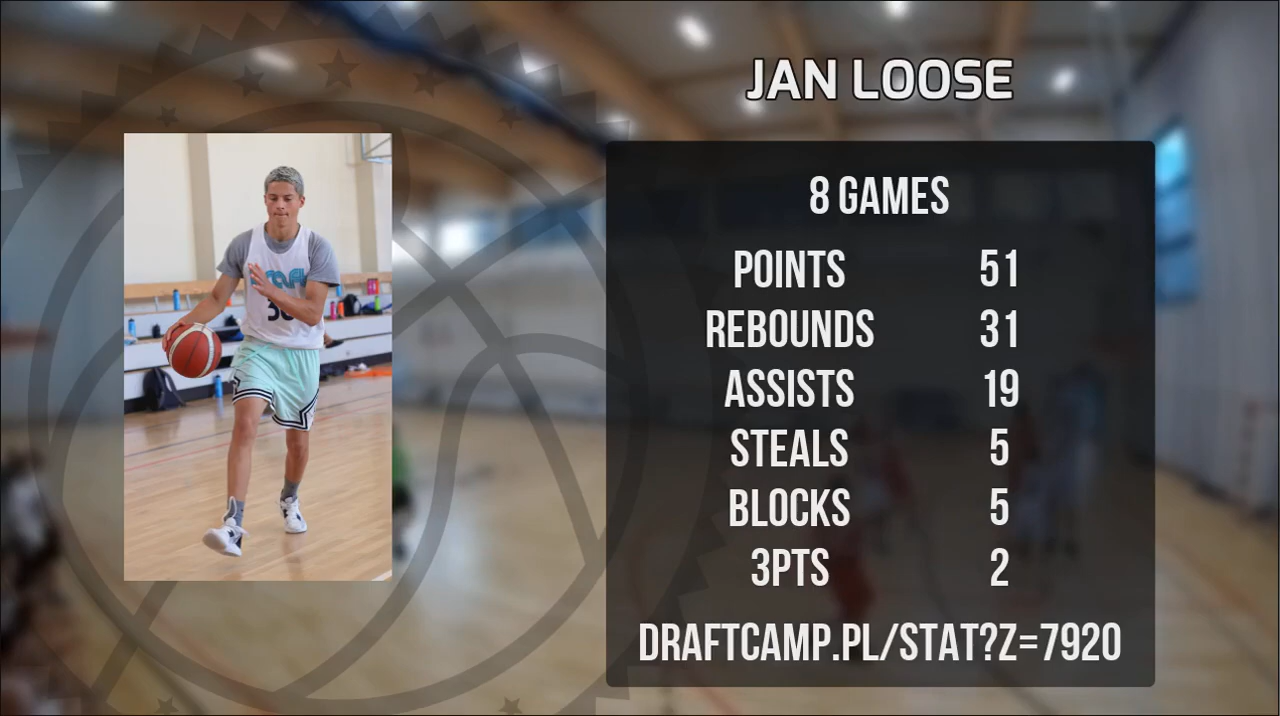 JAN LOOSE
8 GAMES
POINTS 51
REBOUNDS 31
ASSISTS 19
STEALS 5
BLOCKS 5
3PTS 2
DRAFTCAMP.PL/STAT?Z=7920